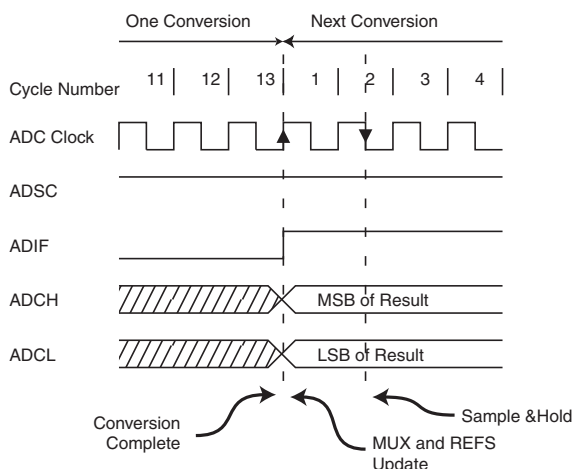 One Conversion Next Conversion
Cycle Number 11 12 13 1 2 3 4
ADC Clock
ADSC
ADIF
ADCH MSB of Result
ADCL LSB of Result
Conversion
Complete
MUX and REFS
Update
Sample &Hold